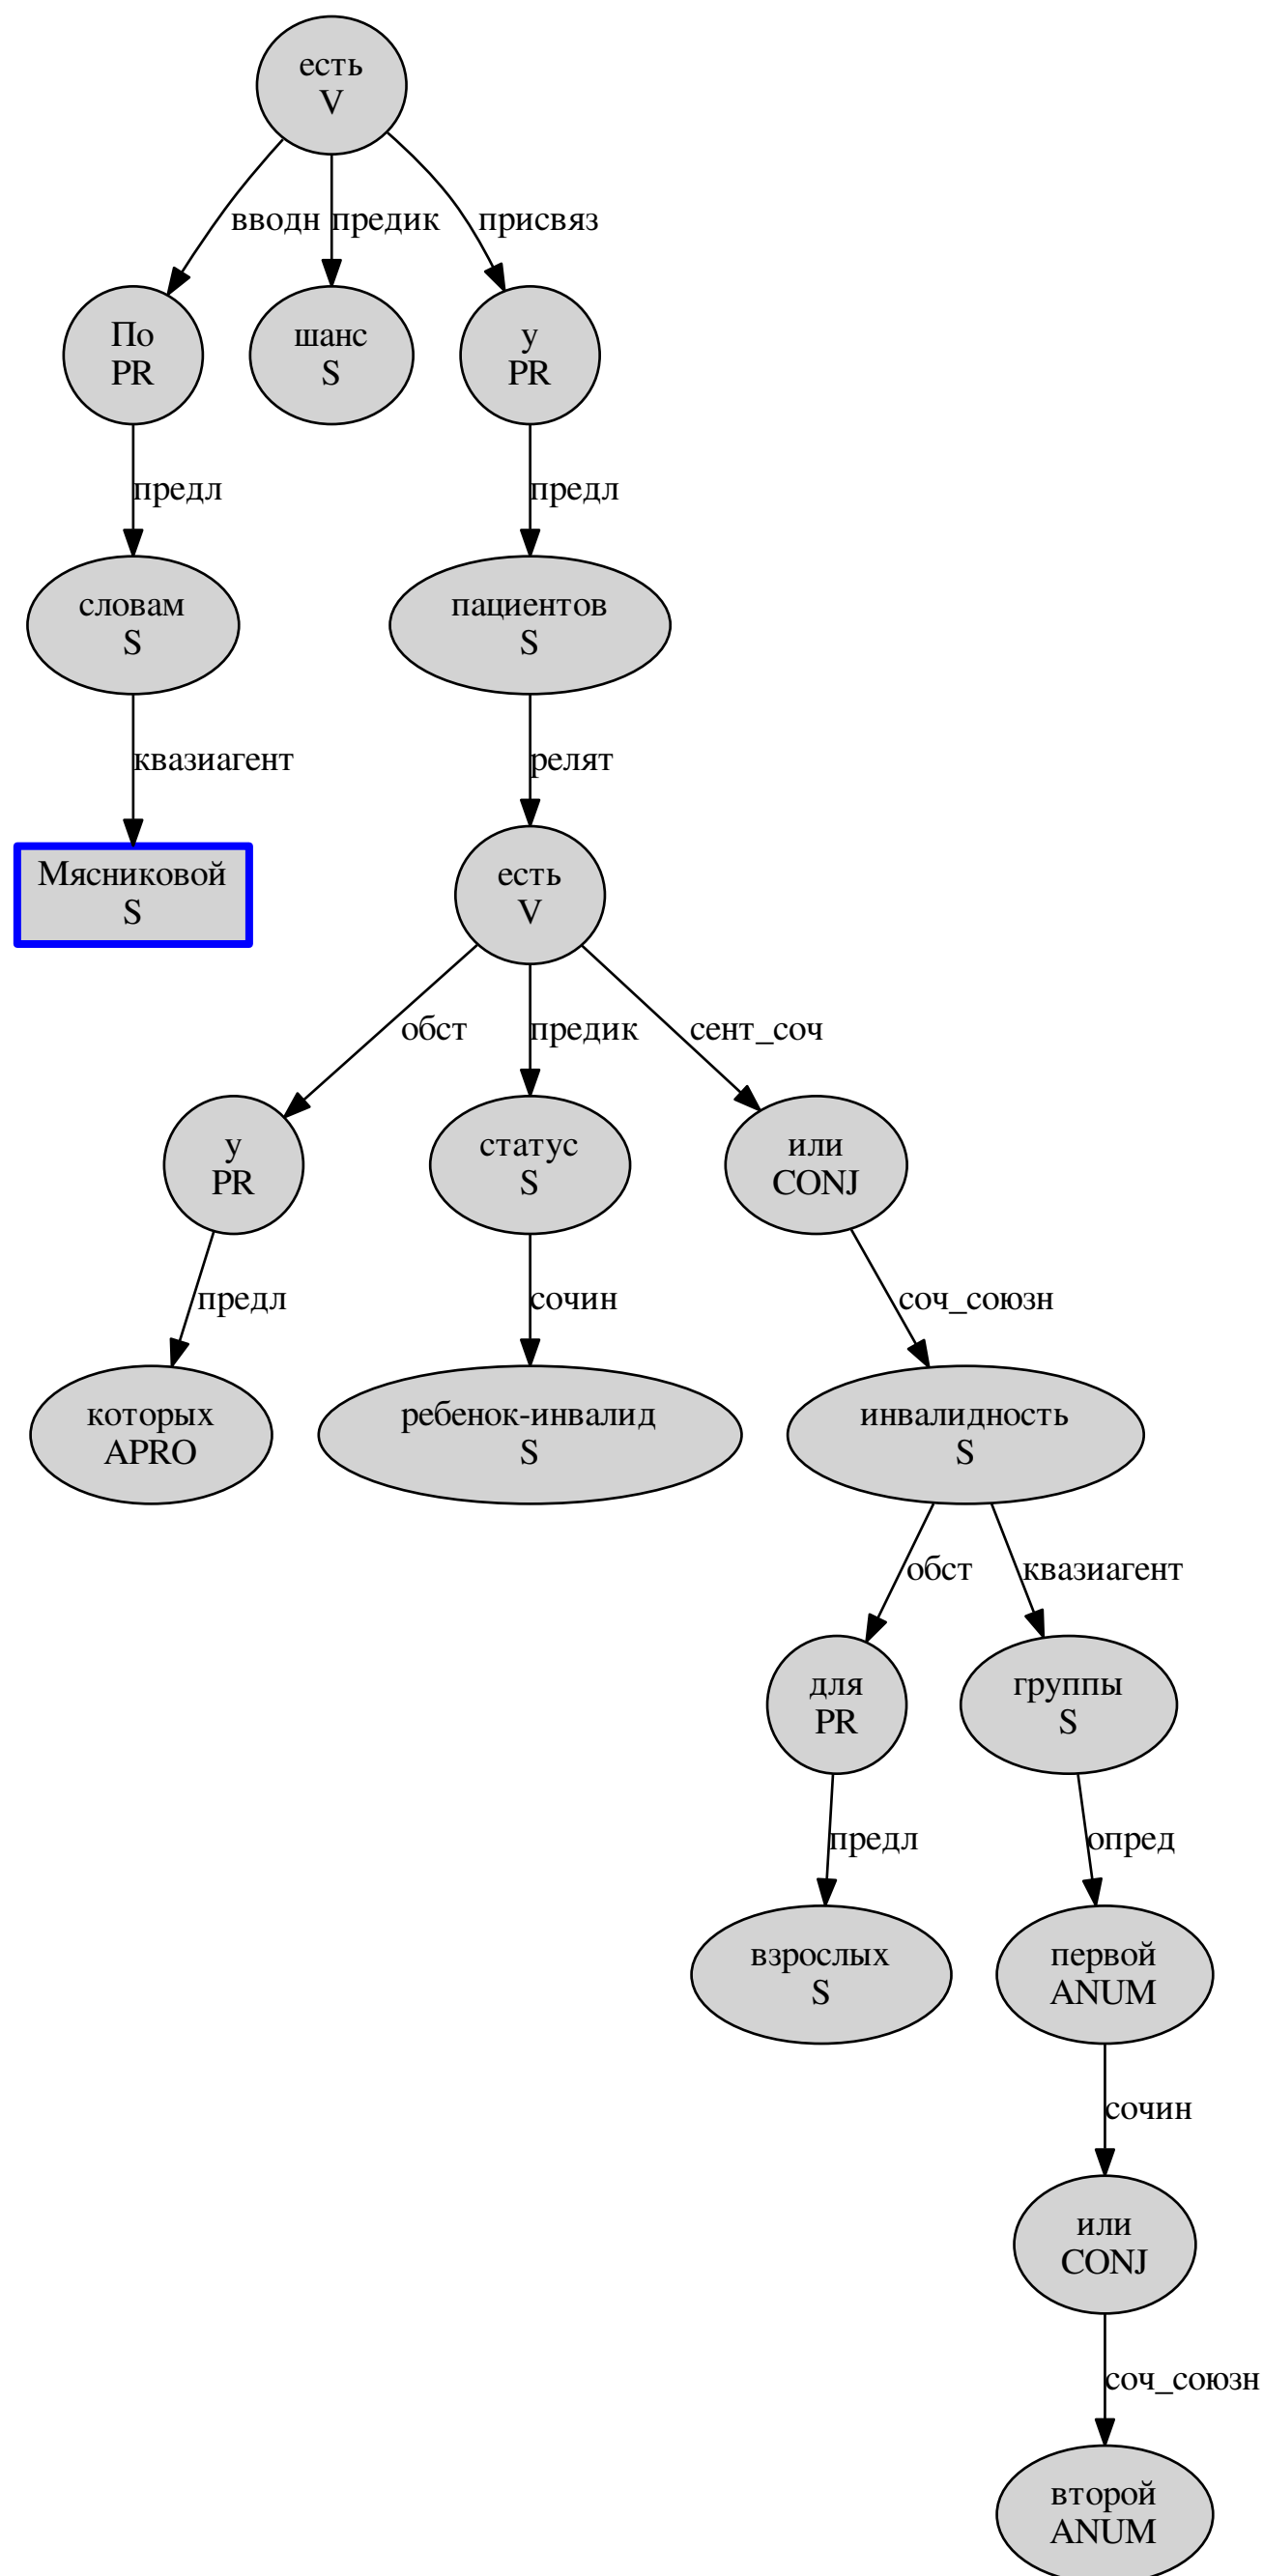 есть
V
вводн
предик
присвяз
По
PR
шанс
S
у
PR
предл
предл
словам
S
пациентов
S
квазиагент
релят
Мясниковой
S
есть
V
обст
предик
сент_соч
у
PR
статус
S
или
CONJ
предл
сочин
соч_союзн
которых
APRO
ребенок-инвалид
S
инвалидность
S
обст
квазиагент
для
PR
группы
S
предл
опред
взрослых
S
первой
ANUM
сочин
или
CONJ
соч_союзн
второй
ANUM